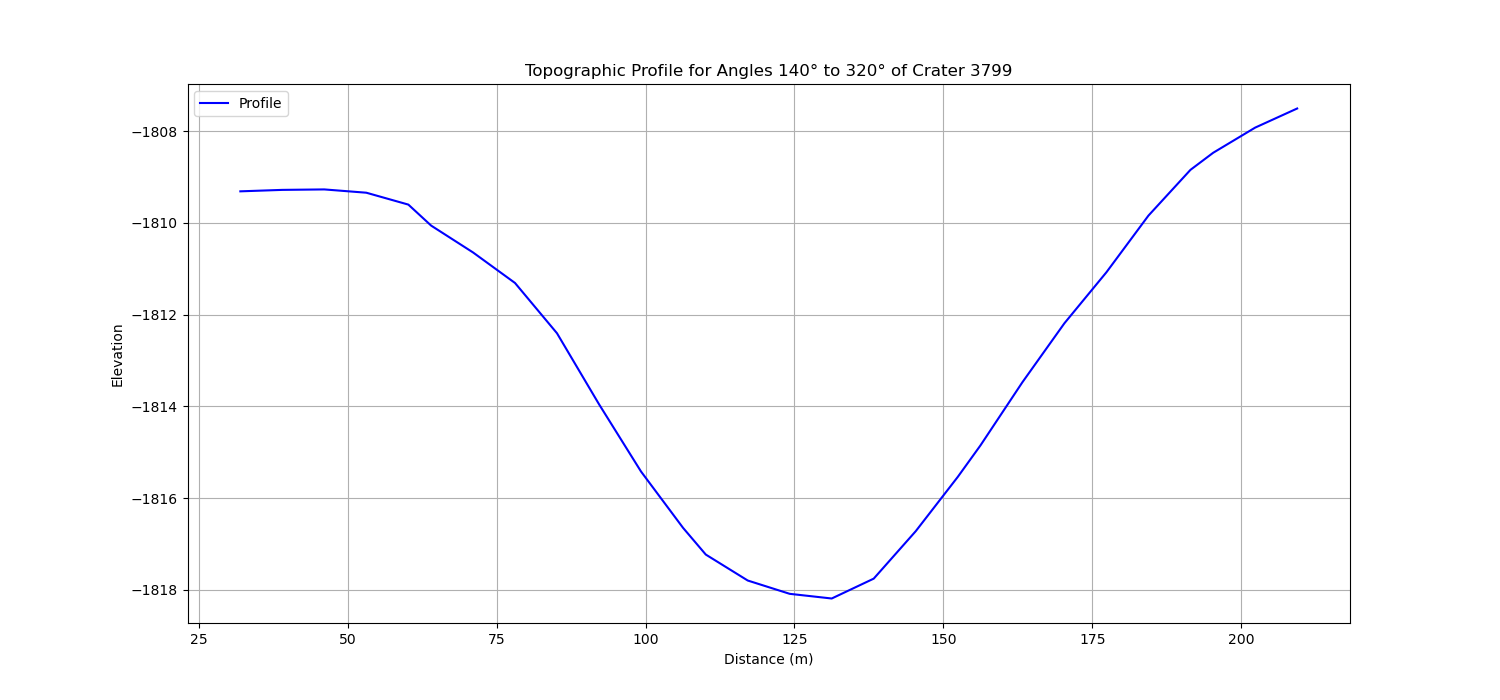 Topographic Profile for Angles 140° to 320° of Crater 3799
Profile
−1808
−1810
−1812
−1814
−1816
−1818
Elevation
25 50 75 100 125 150 175 200
Distance (m)